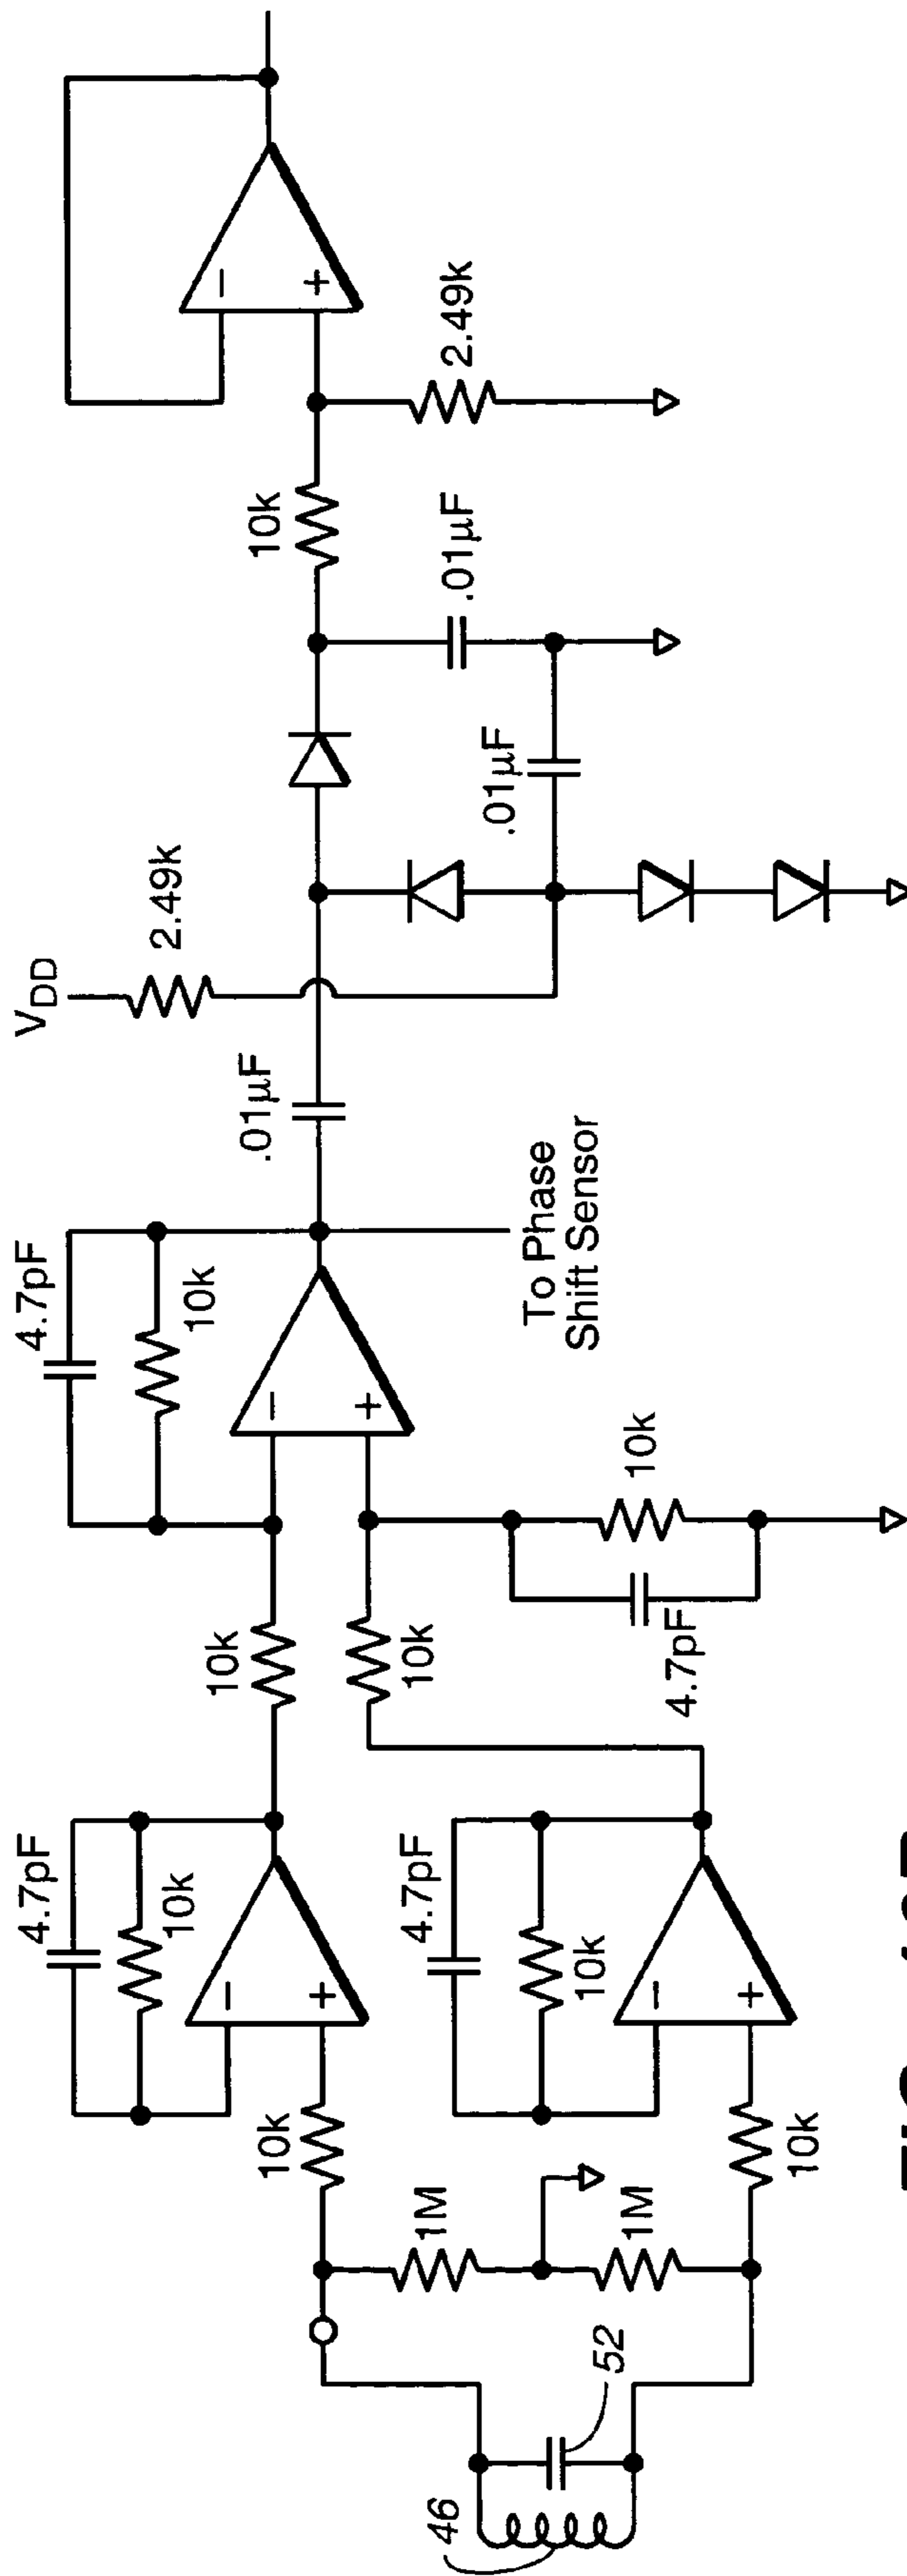 46
52
1M
1M
10k
10k
4.7pF
10k
−
+
4.7pF
10k
−
+
10k
10k
4.7pF
10k
4.7pF
10k
−
+
To Phase
Shift Sensor
.01µF
VDD
2.49k
.01µF
.01µF
10k
2.49k
−
+